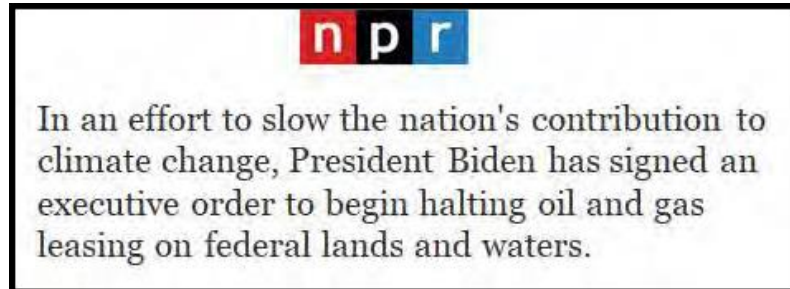 npr
In an effort to slow the nation's contribution to
climate change, President Biden has signed an
executive order to begin halting oil and gas
leasing on federal lands and waters.